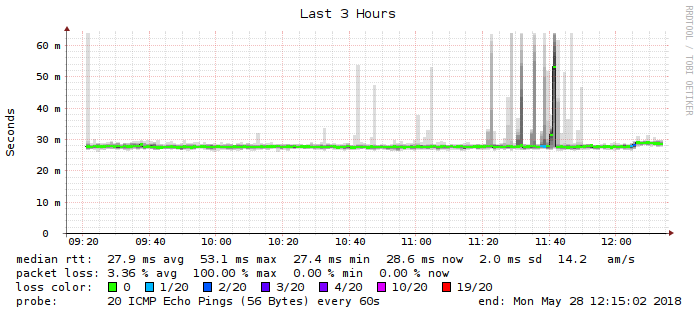 Last 3 Hours
RRDTOOL / TOBI OETIKER
Seconds
60 m
50 m
40 m
30 m
20 m
10 m
0
09:20 09:40 10:00 10:20 10:40 11:00 11:20 11:40 12:00
median rtt: 27.9 ms avg 53.1 ms max 27.4 ms min 28.6 ms now 2.0 ms sd 14.2 am/s
packet loss: 3.36 % avg 100.00 % max 0.00 % min 0.00 % now
loss color: 0 1/20 2/20 3/20 4/20 10/20 19/20
probe: 20 ICMP Echo Pings (56 Bytes) every 60s end: Mon May 28 12:15:02 2018